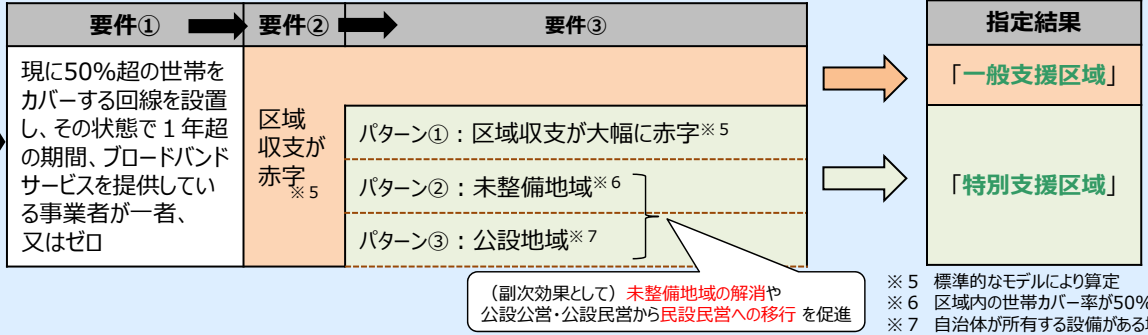 要件① 要件② 要件③ 指定結果
現に50%超の世帯を
カバーする回線を設置
し、その状態で１年超
の期間、ブロードバンド
サービスを提供してい
る事業者が一者、
又はゼロ
区域
収支が
赤字
※５
パターン①：区域収支が大幅に赤字※５
パターン②：未整備地域※６
パターン③：公設地域※７
「一般支援区域」
「特別支援区域」
（副次効果として）未整備地域の解消や
公設公営・公設民営から民設民営への移行 を促進
※５ 標準的なモデルにより算定
※６ 区域内の世帯カバー率が50%
※７ 自治体が所有する設備がある